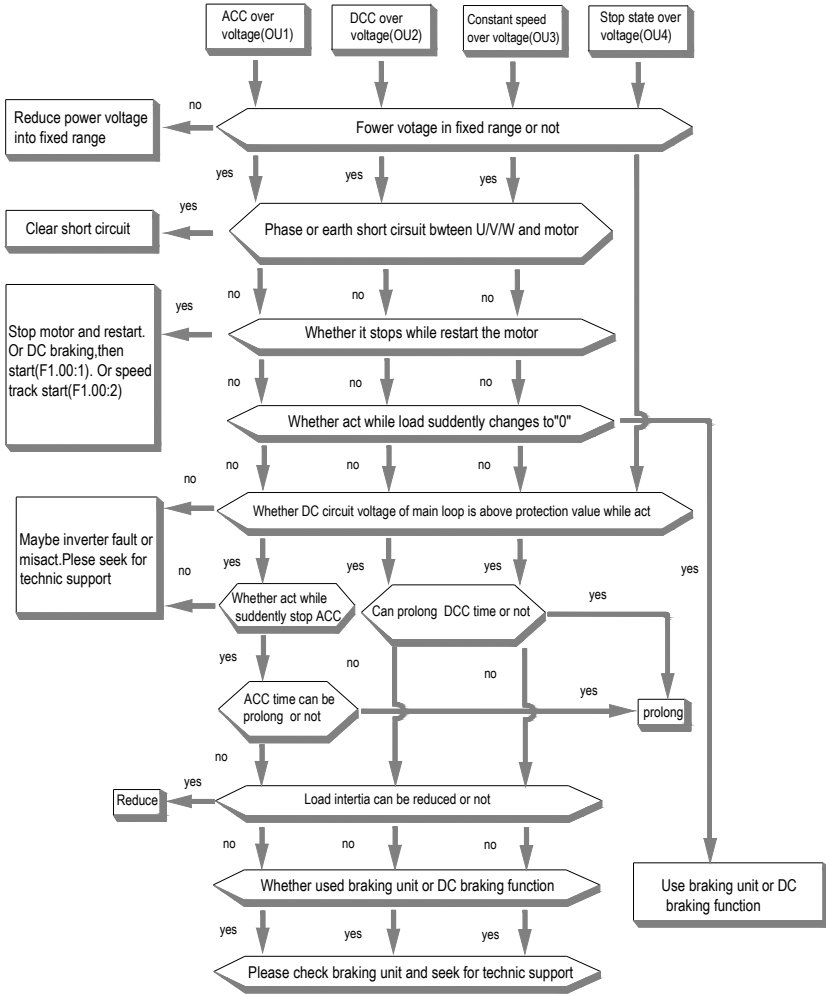 ACC over
voltage(OU1)
DCC over
voltage(OU2)
Constant speed
over voltage(OU3)
Stop state over
voltage(OU4)
no
Reduce power voltage
into fixed range
Fower votage in fixed range or not
yes
yes
yes
yes
Clear short circuit
Phase or earth short cirsuit bwteen U/V/W and motor
no
no
no
yes
Stop motor and restart.
Or DC braking,then
start(F1.00:1). Or speed
track start(F1.00:2)
Whether it stops while restart the motor
no
no
no
Whether act while load suddently changes to"0"
no
no
no
no
Whether DC circuit voltage of main loop is above protection value while act
Maybe inverter fault or
misact.Plese seek for
technic support
yes
yes
yes
yes
no
Whether act while
suddently stop ACC
Can prolong DCC time or not
yes
yes
no
no
ACC time can be
prolong or not
yes
prolong
no
yes
Reduce
Load intertia can be reduced or not
no
no
no
Whether used braking unit or DC braking function
Use braking unit or DC
braking function
yes
yes
yes
Please check braking unit and seek for technic support